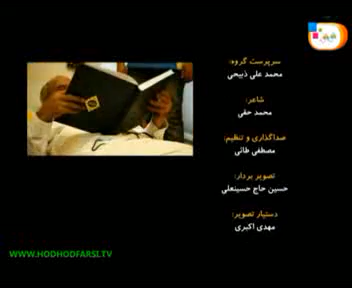 سرپرست گروه:
محمد علی ذبیحی
شاعر:
محمد حقی
صداگذاری و تنظیم:
مصطفی طائی
تصویر بردار:
حسین حاج حسینعلی
دستیار تصویر:
مهدی اکبری
WWW.HODHODFARSI.TV